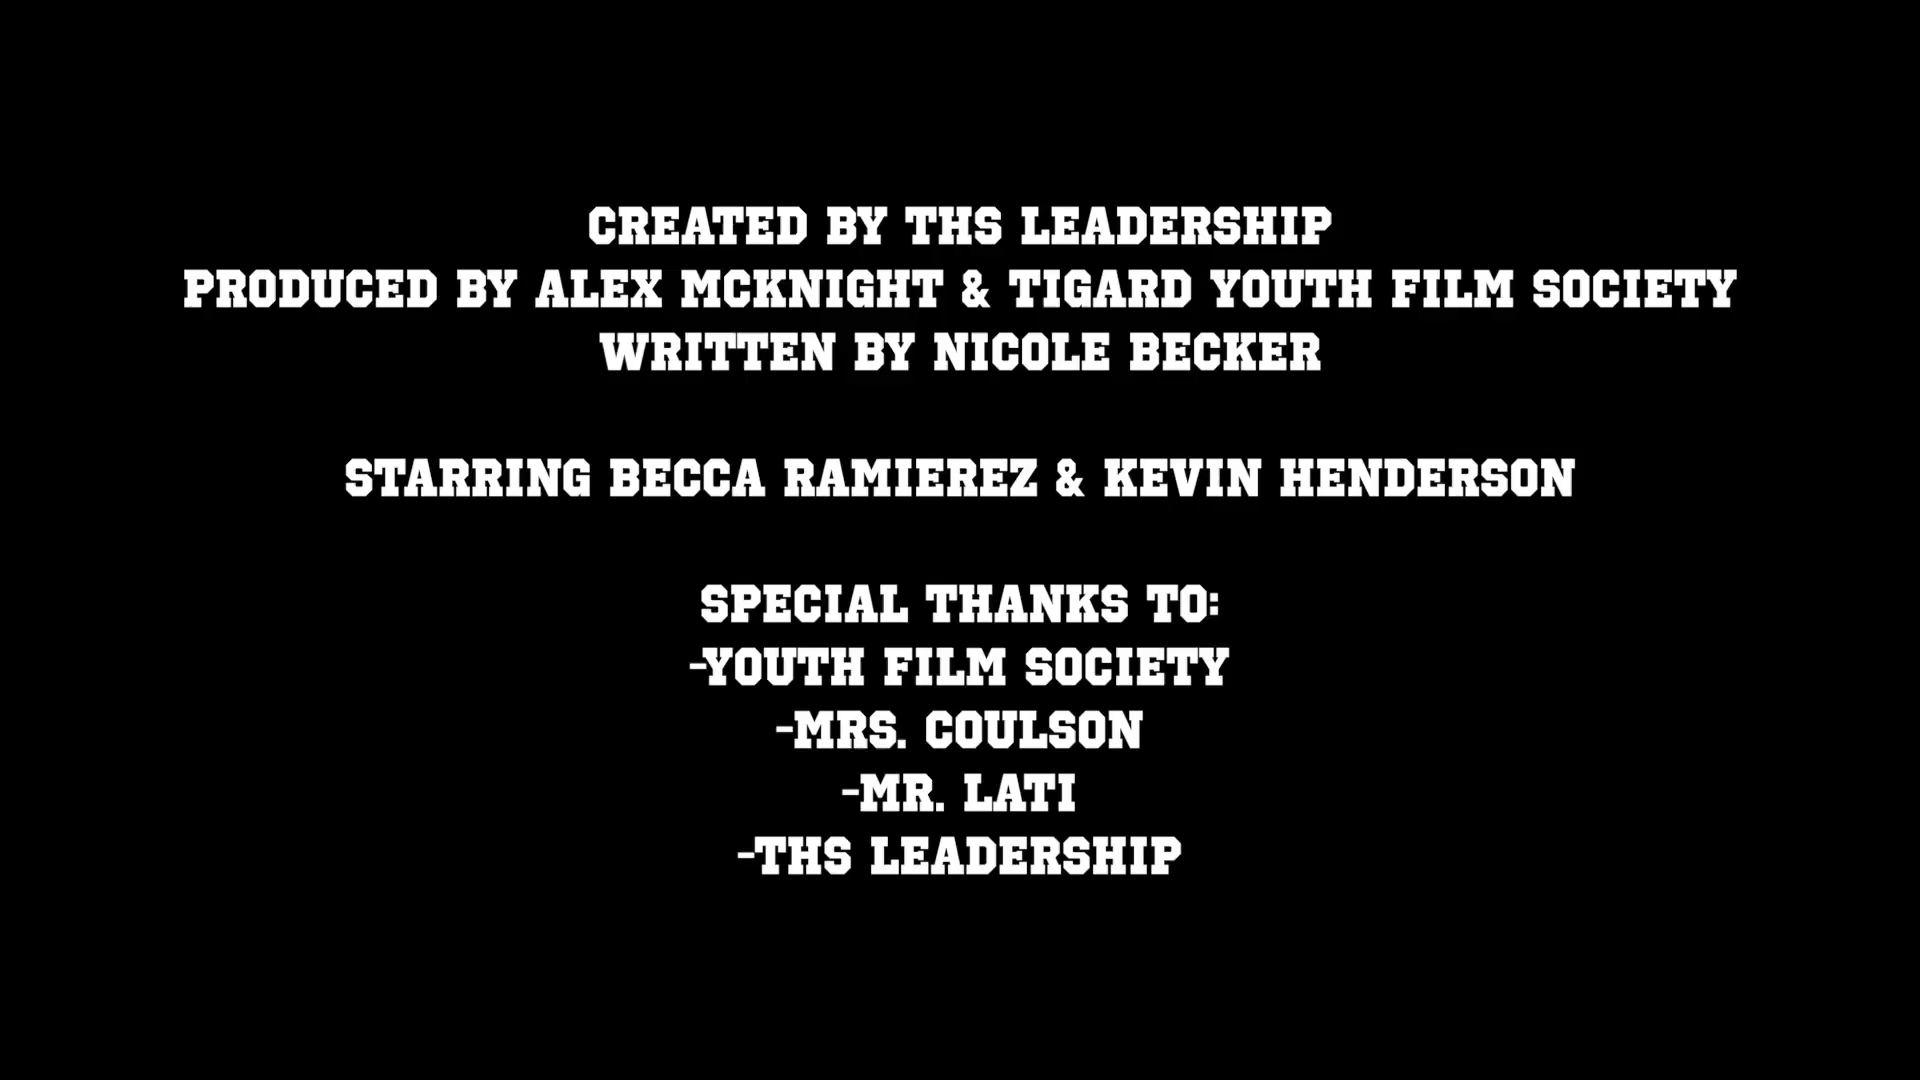 CREATED BY THS LEADERSHIP
PRODUCED BY ALEX MCKNIGHT & TIGARD YOUTH FILM SOCIETY
WRITTEN BY NICOLE BECKER
STARRING BECCA RAMIEREZ & KEVIN HENDERSON
SPECIAL THANKS TO:
-YOUTH FILM SOCIETY
-MRS. COULSON
-MR. LATI
-THS LEADERSHIP